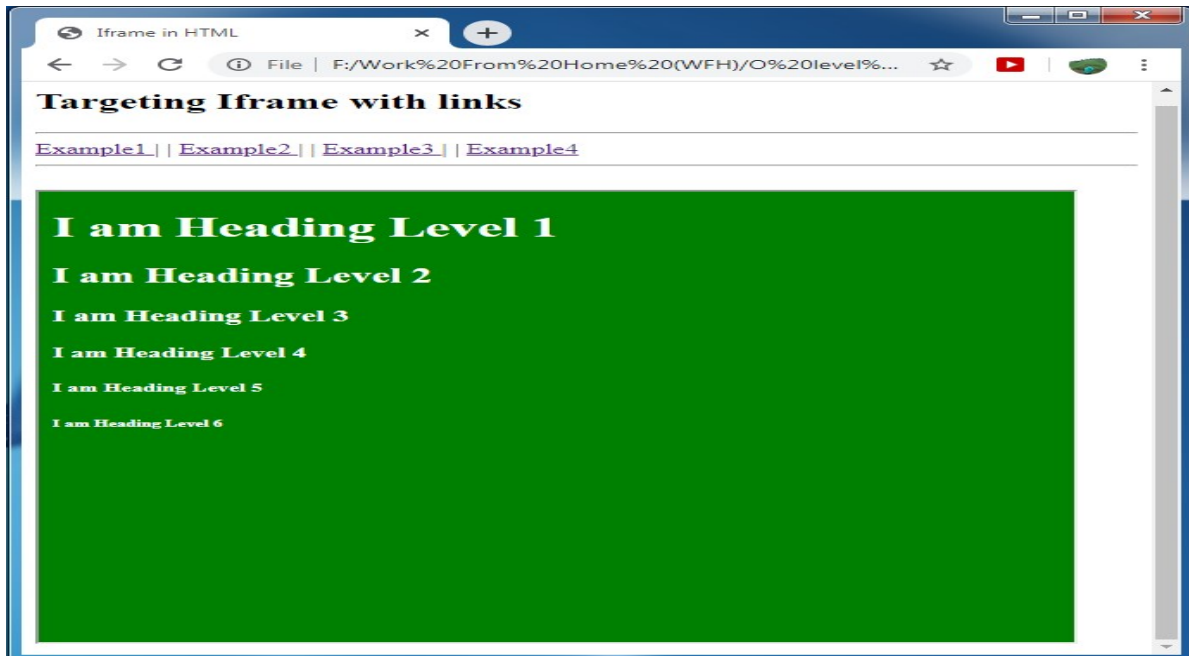 Iframe in HTML
File | F:/Work%20From%20Home%20(WFH)/O%20level%...
Targeting Iframe with links
Example1 | | Example2 | | Example3 | | Example4
I am Heading Level 1
I am Heading Level 2
I am Heading Level 3
I am Heading Level 4
I am Heading Level 5
I am Heading Level 6